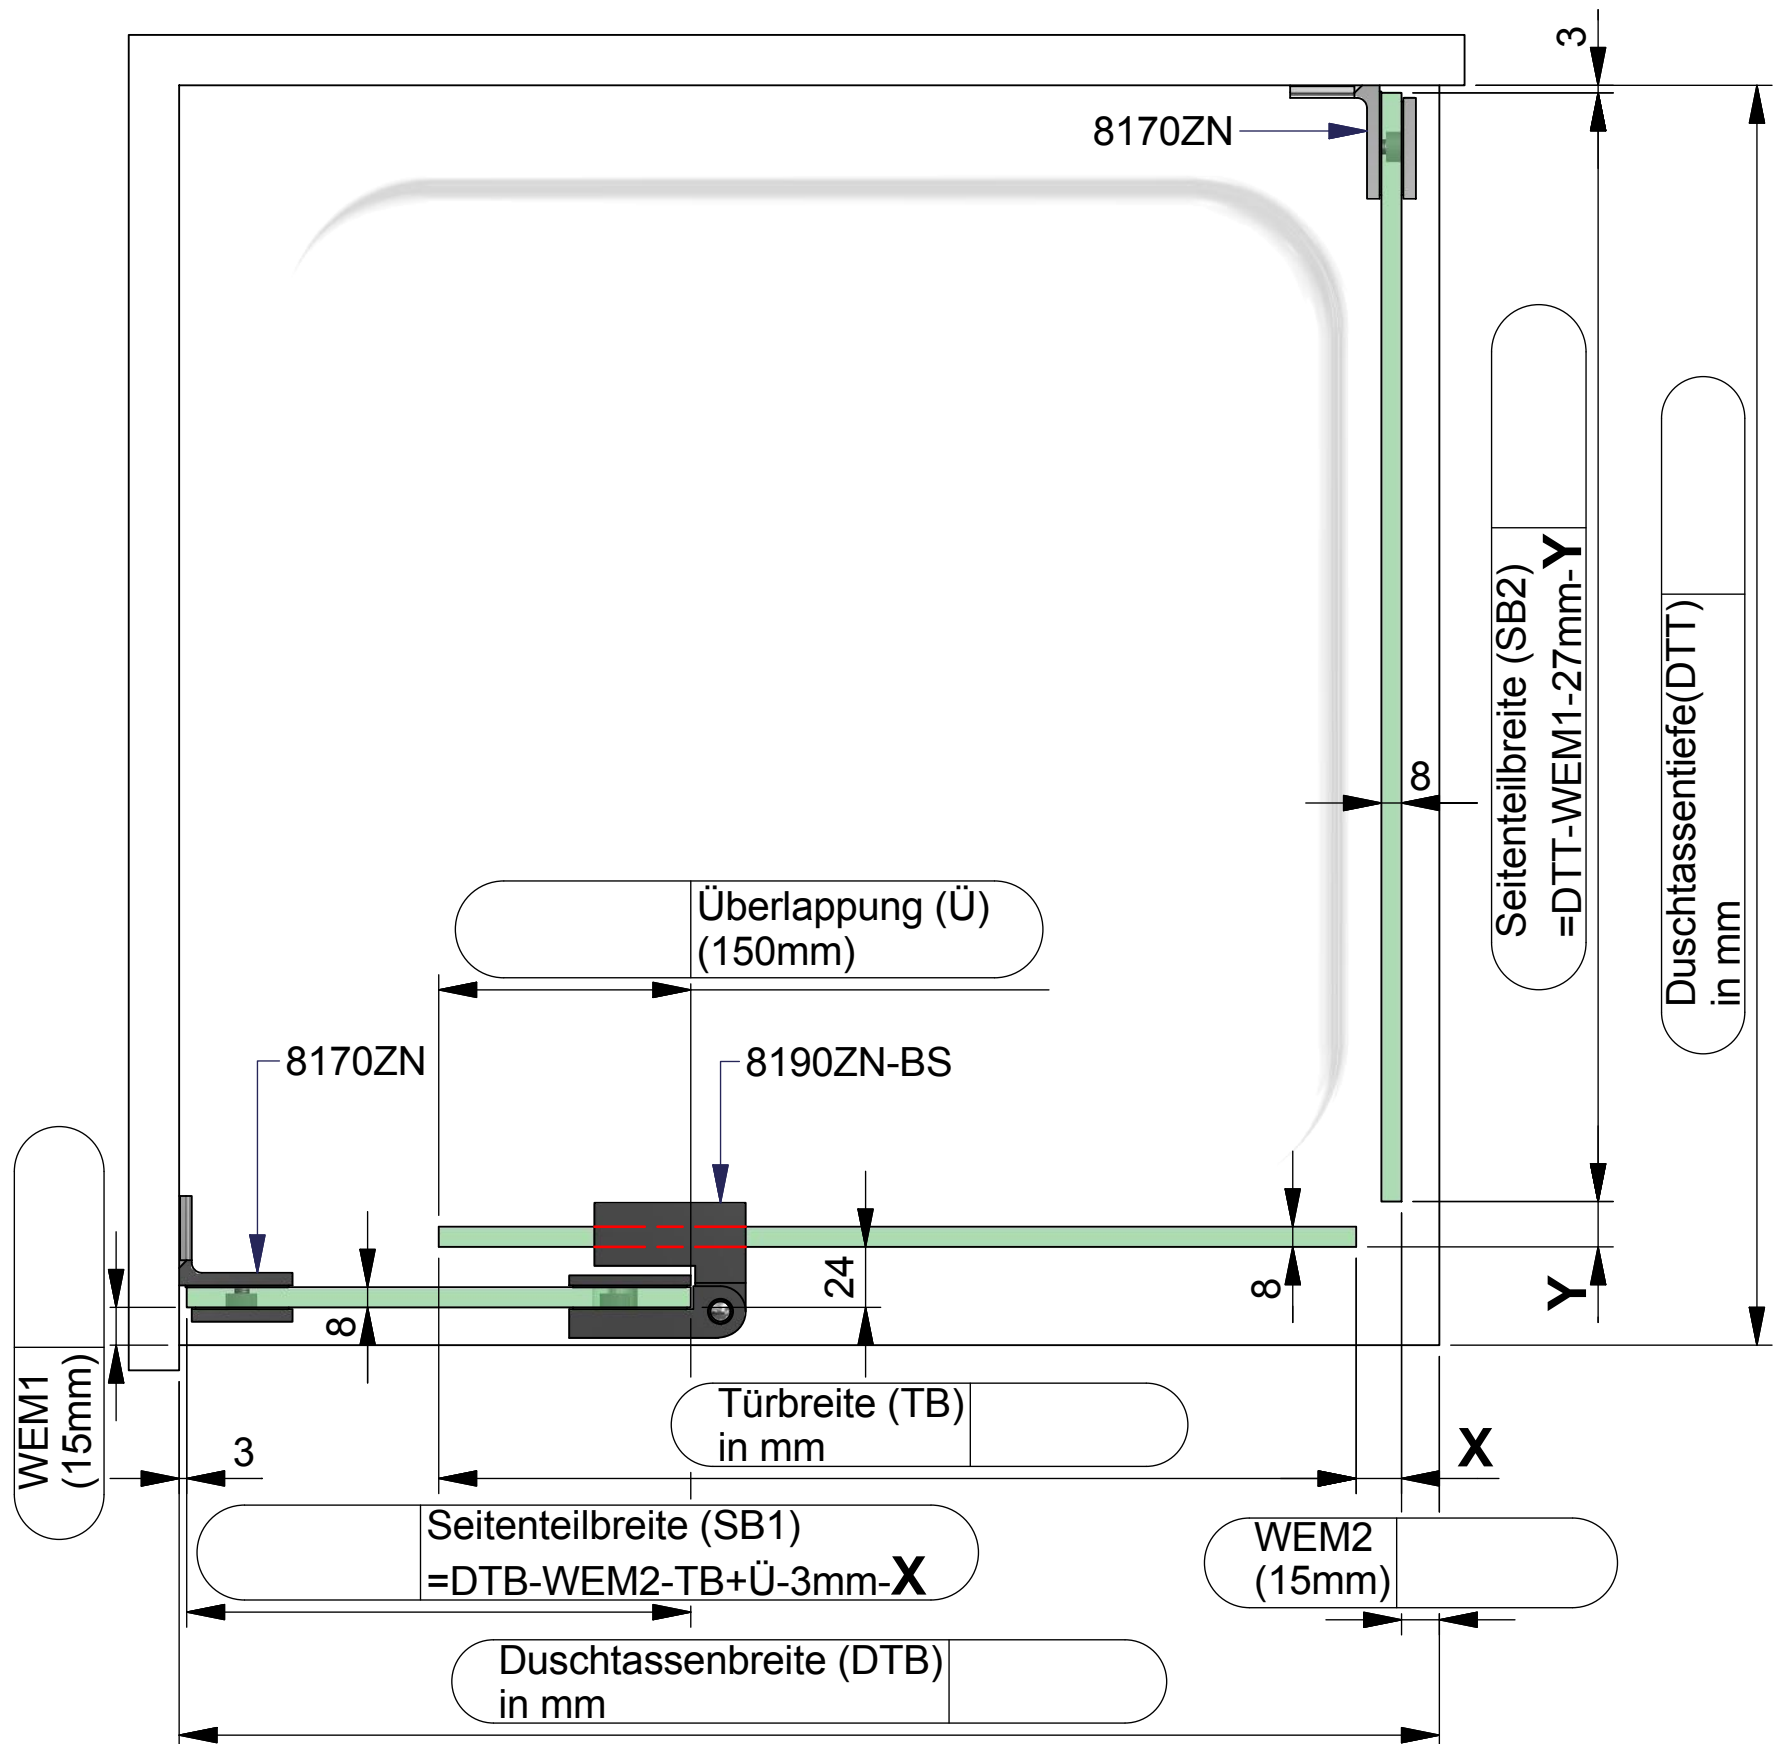 3
8170ZN
Seitenteilbreite (SB2)
=DTT-WEM1-27mm-Y
Duschtassentiefe(DTT)
in mm
8
Überlappung (Ü)
(150mm)
8170ZN
8190ZN-BS
24
8
8
Y
WEM1
(15mm)
Türbreite (TB)
in mm
X
3
Seitenteilbreite (SB1)
=DTB-WEM2-TB+Ü-3mm-X
WEM2
(15mm)
Duschtassenbreite (DTB)
in mm